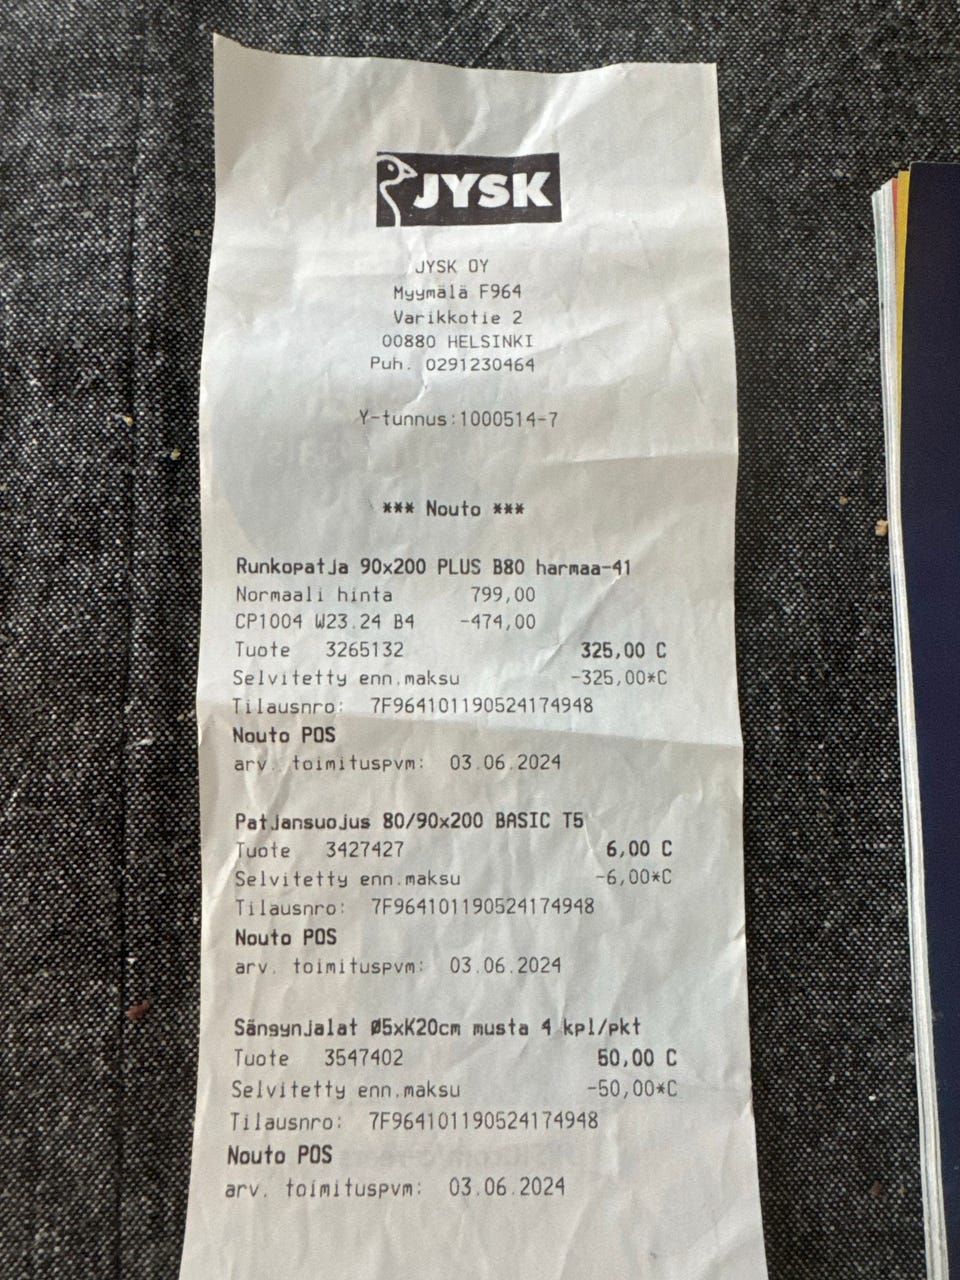 JYSK
JYSK OY
Myymälä F964
Varikkotie 2
00880 HELSINKI
Puh. 0291230464
Y-tunnus:1000514-7
*** Nouto ***
Runkopatja 90x200 PLUS B80 harmaa-41
Normaali hinta 799,00
CP1004 W23.24 B4 -474,00
Tuote 3265132 325,00 C
Selvitetty enn.maksu -325,00*C
Tilausnro: 7F9641011905241​74948
Nouto POS
arv. toimituspvm: 03.06.2024
Patjansuojus 80/90x200 BASIC T5
Tuote 3427427 6,00 C
Selvitetty enn.maksu -6,00*C
Tilausnro: 7F964101190524174948
Nouto POS
arv. toimituspvm: 03.06.2024
Sängynjalat Ø5xK20cm musta 4 kpl/pkt
Tuote 3547402 50,00 C
Selvitetty enn.maksu -50,00*C
Tilausnro: 7F964101190524174948
Nouto POS
arv. toimituspvm: 03.06.2024